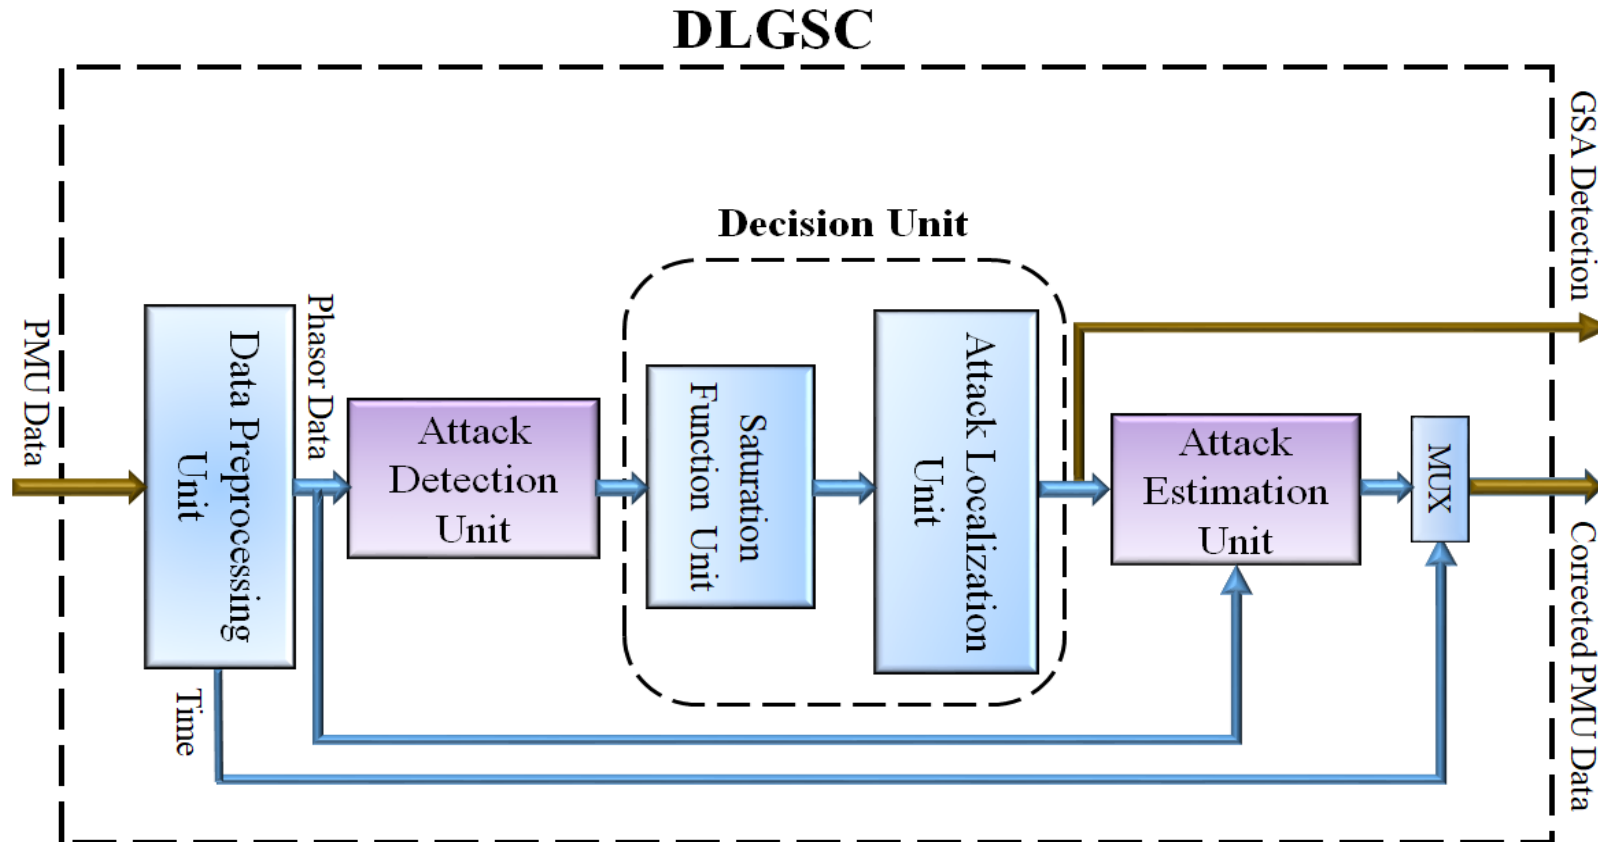 DLGSC
GSA Detection
Decision Unit
PMU Data
Data Preprocessing
Unit
Phasor Data
Attack
Detection
Unit
Saturation
Function Unit
Attack Localization
Unit
Attack
Estimation
Unit
MUX
Time
Corrected PMU Data